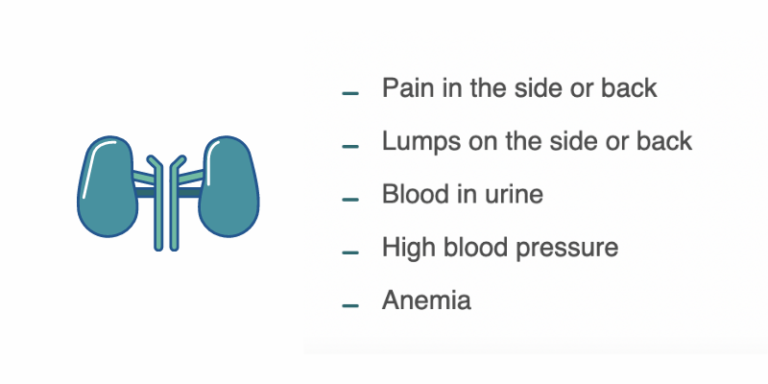 – Pain in the side or back
– Lumps on the side or back
– Blood in urine
– High blood pressure
– Anemia